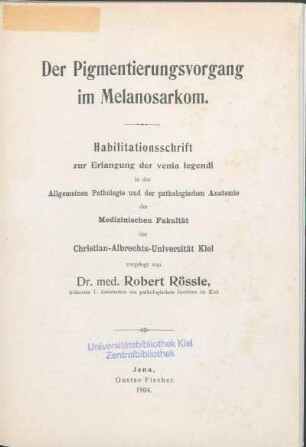 Der Pigmentierungsvorgang
im Melanosarkom.
Habilitationsschrift
zur Erlangung der venia legendi
in der
Allgemeinen Pathologie und der pathologischen Anatomie
der
Medizinischen Fakultät
der
Christian-Albrechts-Universität Kiel
vorgelegt von
Dr. med. Robert Rössle,
früherem I. Assistenten am pathologischen Institute zu Kiel
Universitätsbibliothek Kiel
Zentralbibliothek
Jena,
Gustav Fischer.
1904.